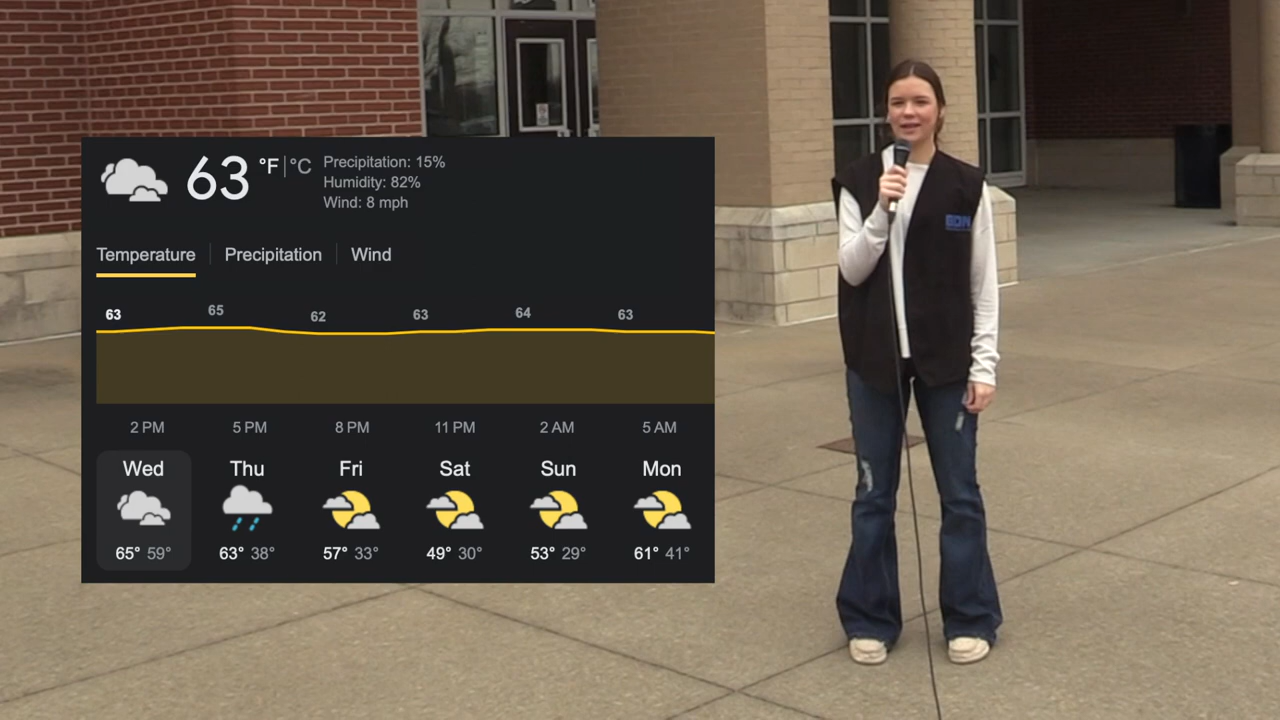 63 °F | °C
Precipitation: 15%
Humidity: 82%
Wind: 8 mph
Temperature
Precipitation
Wind
63
65
62
63
64
63
2 PM
5 PM
8 PM
11 PM
2 AM
5 AM
Wed
Thu
Fri
Sat
Sun
Mon
65° 59°
63° 38°
57° 33°
49° 30°
53° 29°
61° 41°